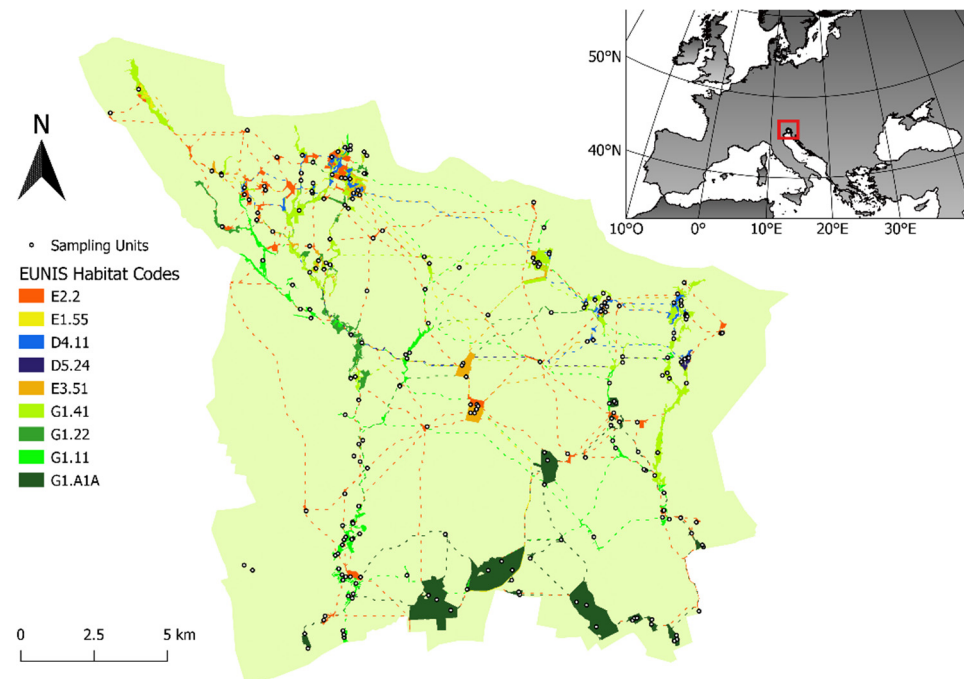 50°N
40°N
10°O 0° 10°E 20°E 30°E
N
Sampling Units
EUNIS Habitat Codes
E2.2
E1.55
D4.11
D5.24
E3.51
G1.41
G1.22
G1.11
G1.A1A
0 2.5 5 km